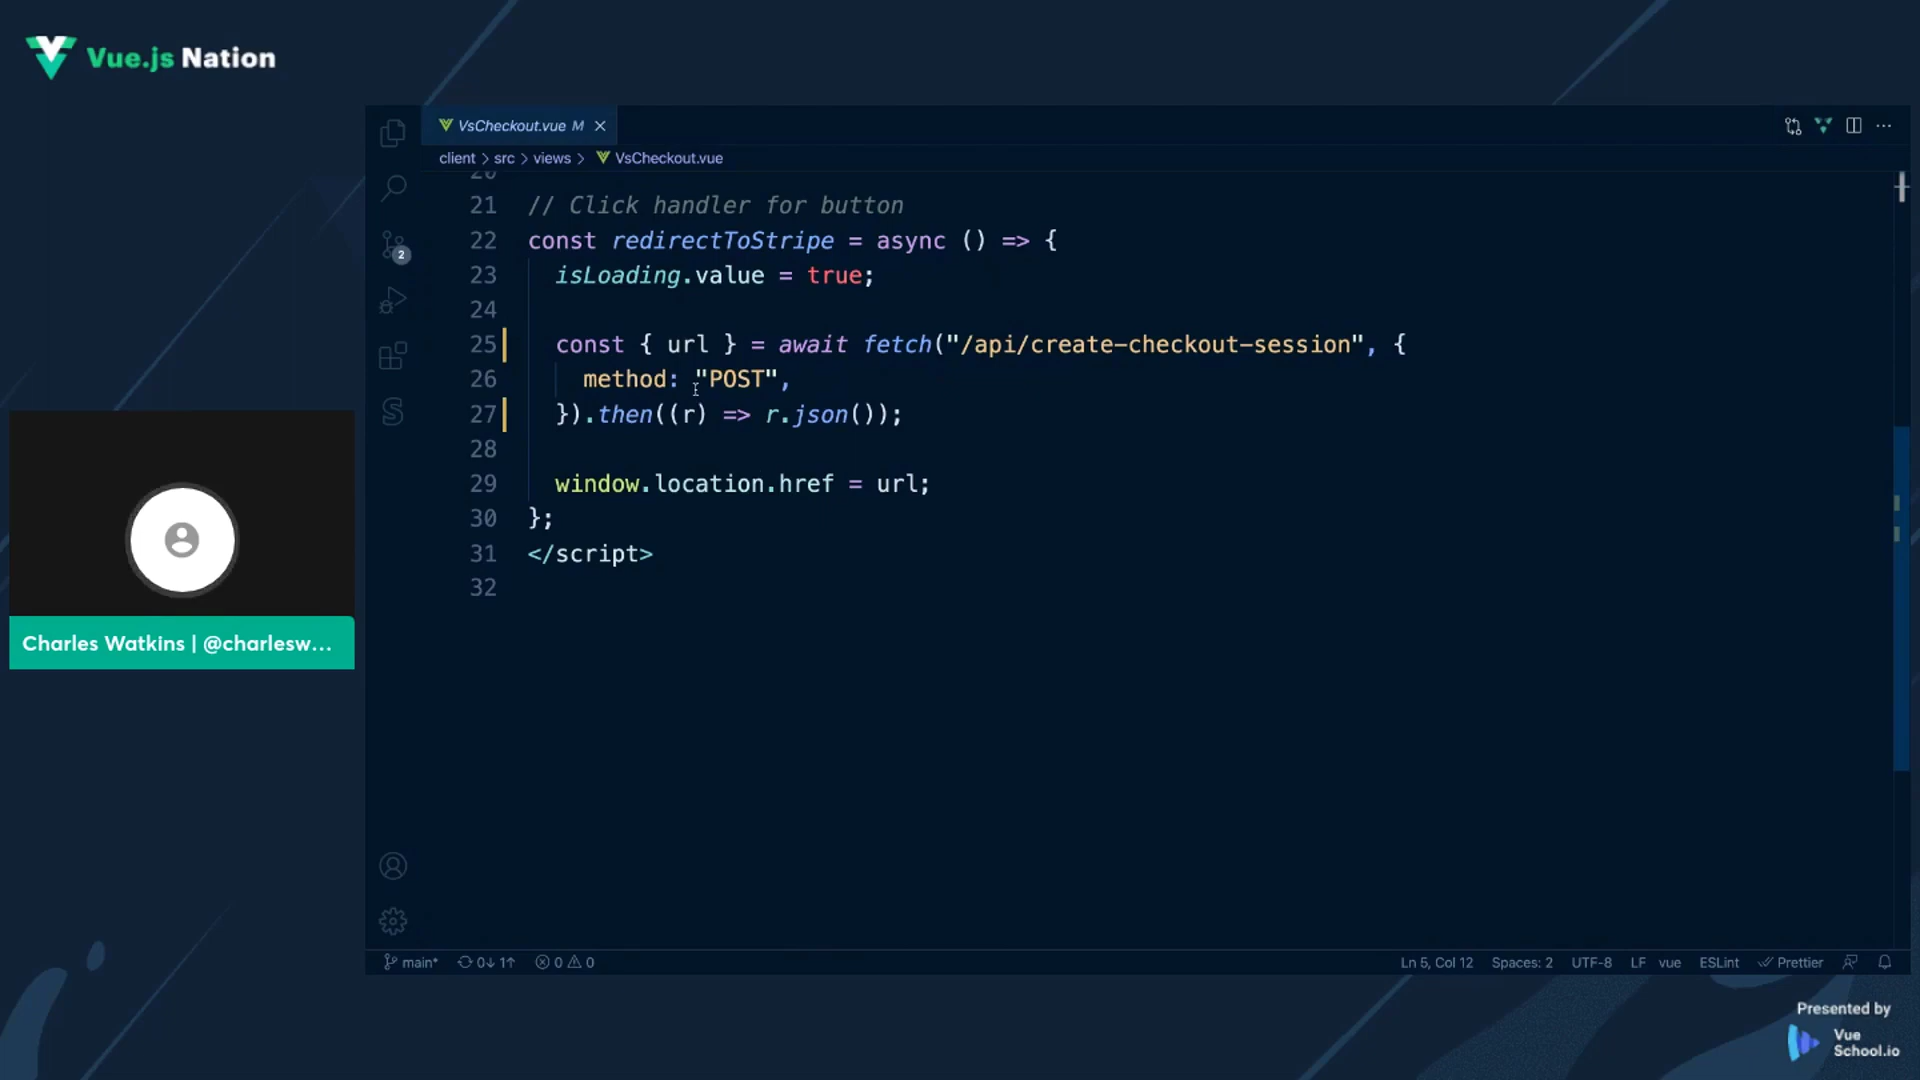 Vue.js Nation
VsCheckout.vue M
client > src > views > VsCheckout.vue
20
21 // Click handler for button
22 const redirectToStripe = async () => {
23 isLoading.value = true;
24
25 const { url } = await fetch("/api/create-checkout-session", {
26 method: "POST",
27 }).then((r) => r.json());
28
29 window.location.href = url;
30 };
31 </script>
32
2
Charles Watkins | @charlesw...
main* 0↓ 1↑ 0 0 Ln 5, Col 12 Spaces: 2 UTF-8 LF vue ESLint Prettier
Presented by
Vue
School.io